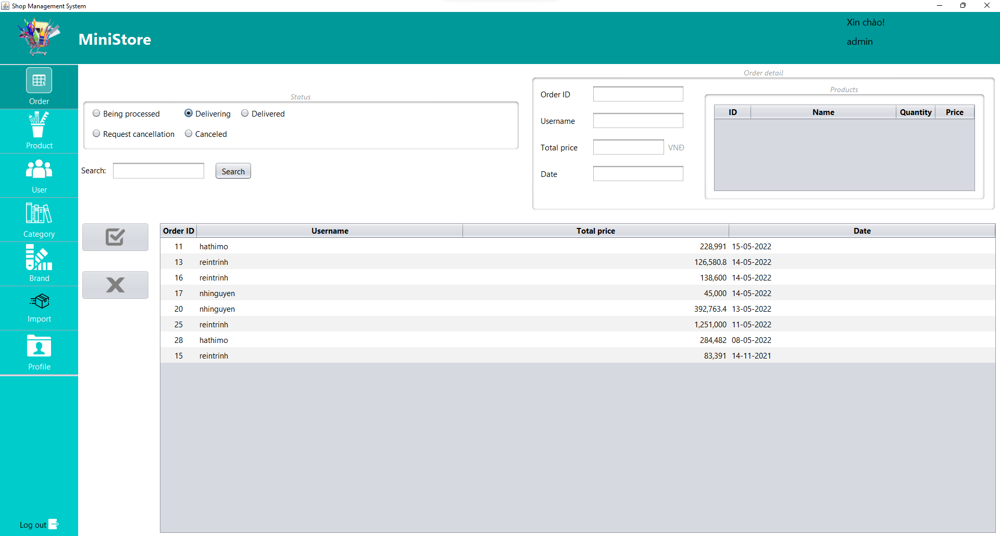 Shop Management System
MiniStore
Xin chào!
admin
Order
Product
User
Category
Brand
Import
Profile
Log out
Status
Being processed Delivering Delivered
Request cancellation Canceled
Search: Search
Order detail
Order ID
Username
Total price VNĐ
Date
Products
ID Name Quantity Price
Order ID Username Total price Date
11 hathimo 228,991 15-05-2022
13 reintrinh 126,580.8 14-05-2022
16 reintrinh 138,600 14-05-2022
17 nhinguyen 45,000 14-05-2022
20 nhinguyen 392,763.4 13-05-2022
25 reintrinh 1,251,000 11-05-2022
28 hathimo 284,482 08-05-2022
15 reintrinh 83,391 14-11-2021